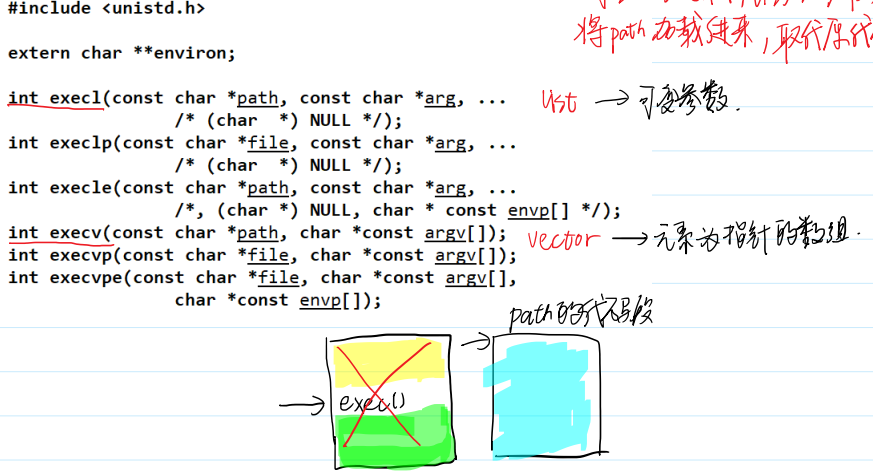 #include <unistd.h>
将path加载进来，取代原代
extern char **environ;
int execl(const char *path, const char *arg, ...
/* (char  *) NULL */);
list → 可变参数.
int execlp(const char *file, const char *arg, ...
/* (char  *) NULL */);
int execle(const char *path, const char *arg, ...
/*, (char *) NULL, char * const envp[] */);
int execv(const char *path, char *const argv[]);
vector → 元素为指针的数组.
int execvp(const char *file, char *const argv[]);
int execvpe(const char *file, char *const argv[],
char *const envp[]);
path的代码段
exec()